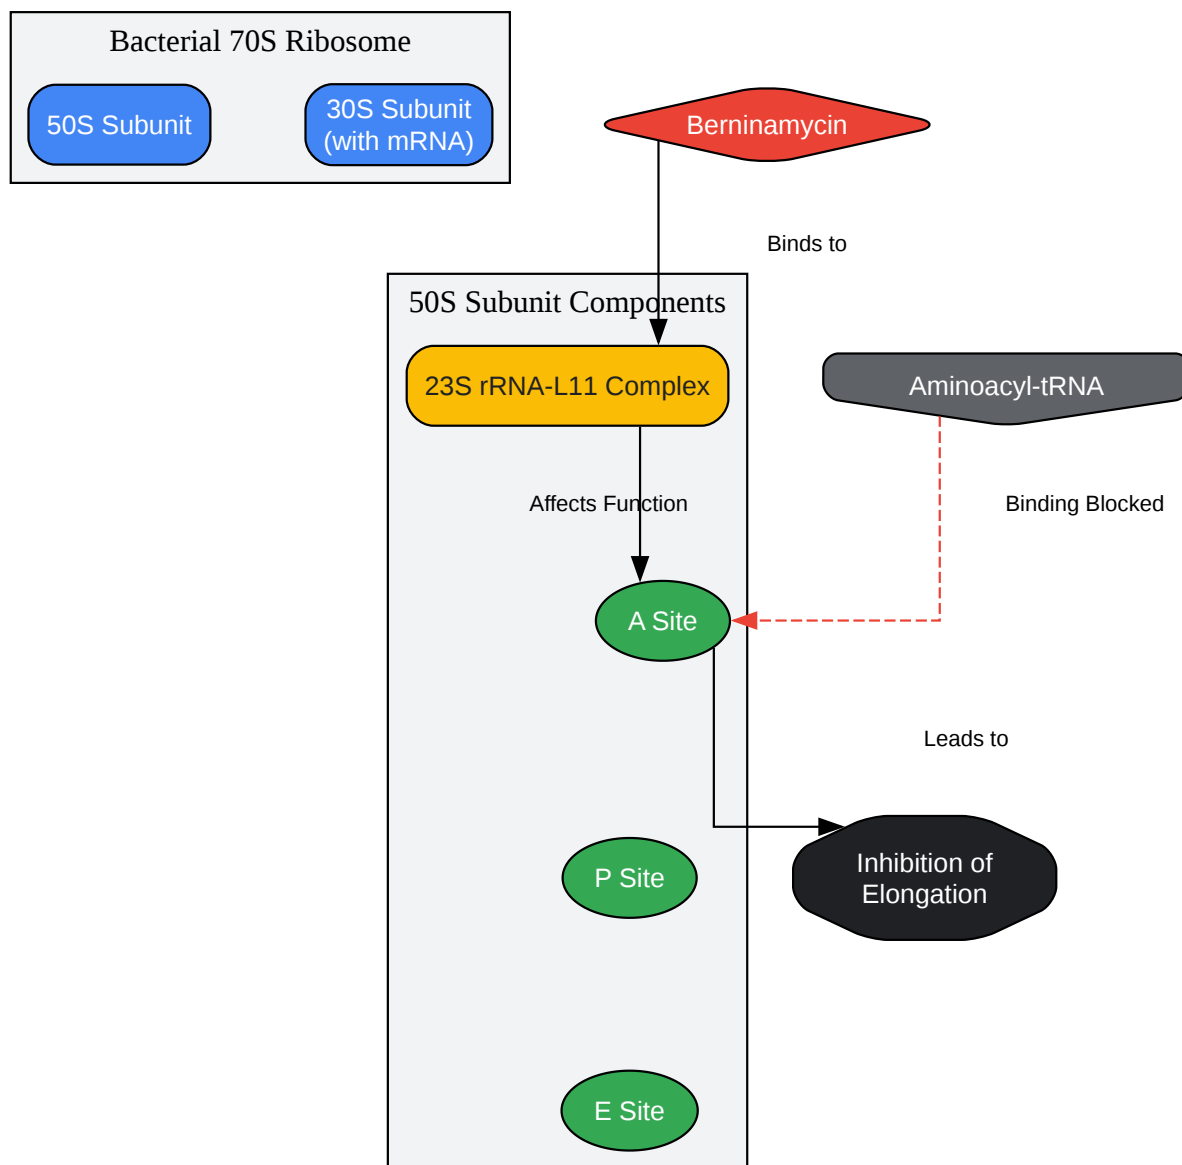 Bacterial 70S Ribosome
50S Subunit
30S Subunit
(with mRNA)
Berninamycin
Binds to
50S Subunit Components
23S rRNA-L11 Complex
Aminoacyl-tRNA
Affects Function
Binding Blocked
A Site
Leads to
P Site
Inhibition of
Elongation
E Site